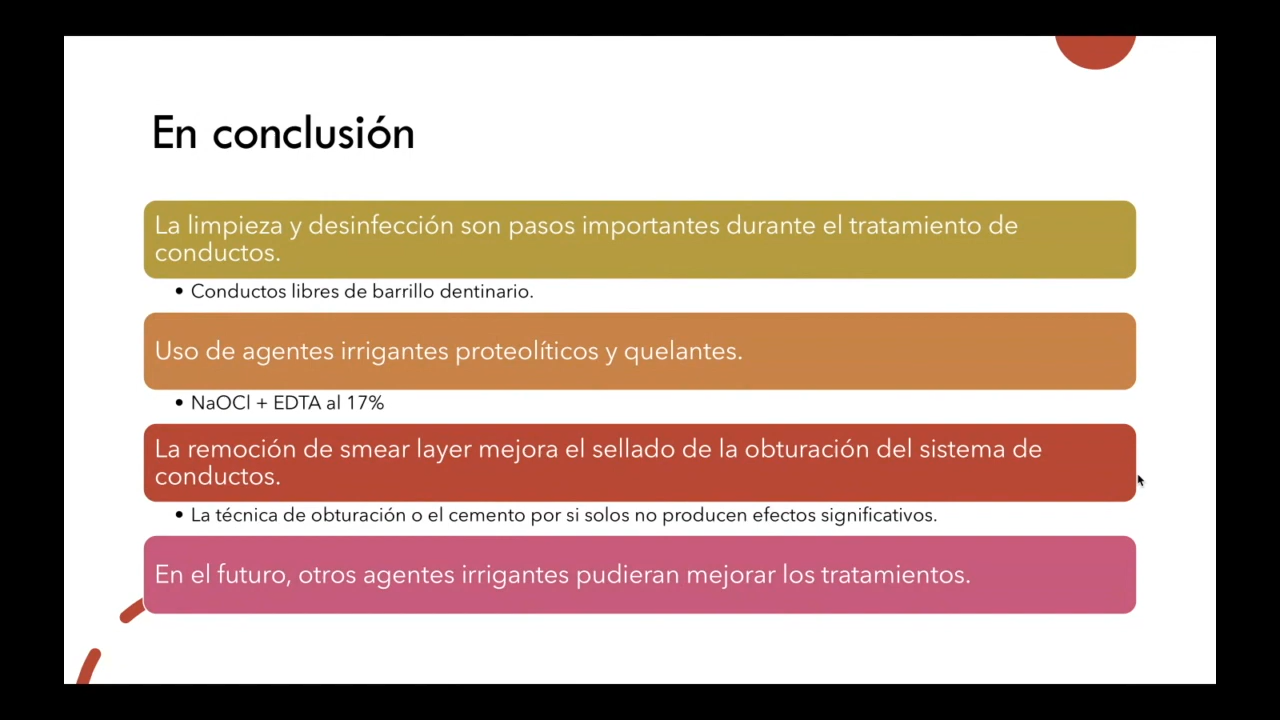 En conclusión
La limpieza y desinfección son pasos importantes durante el tratamiento de
conductos.
• Conductos libres de barrillo dentinario.
Uso de agentes irrigantes proteolíticos y quelantes.
• NaOCl + EDTA al 17%
La remoción de smear layer mejora el sellado de la obturación del sistema de
conductos.
• La técnica de obturación o el cemento por si solos no producen efectos significativos.
En el futuro, otros agentes irrigantes pudieran mejorar los tratamientos.